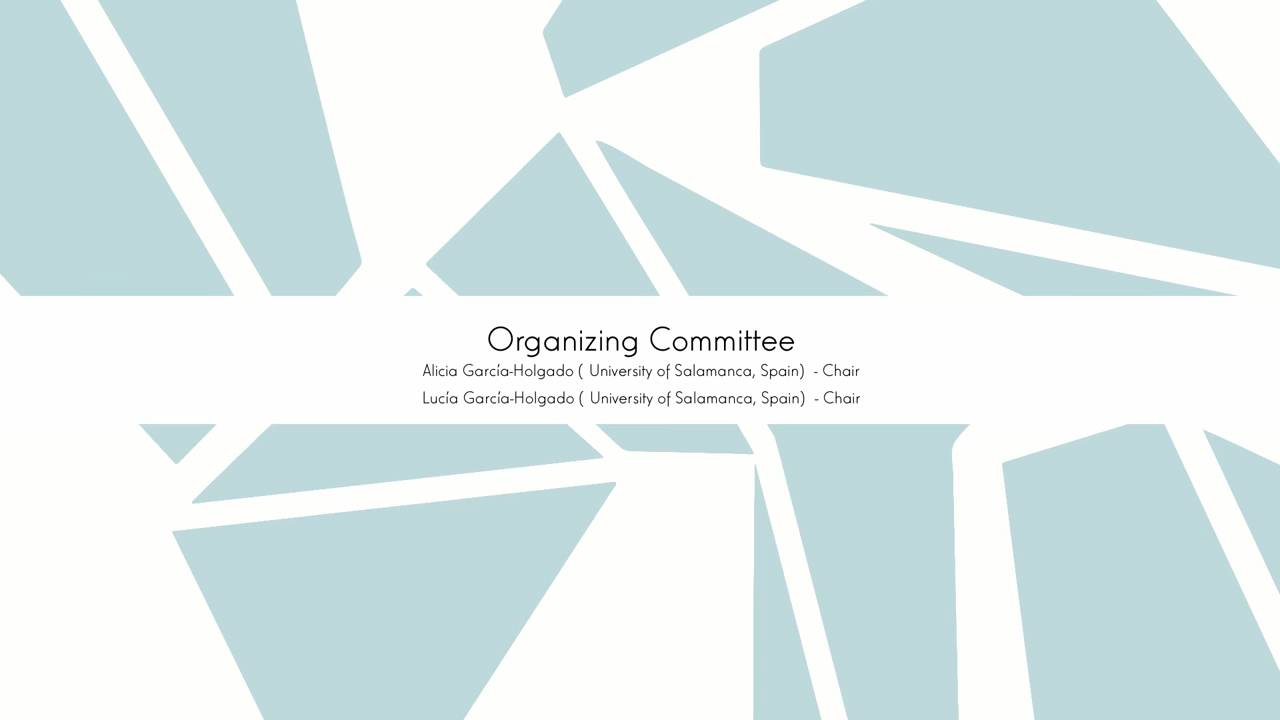 Organizing Committee
Alicia García-Holgado ( University of Salamanca, Spain)  - Chair
Lucía García-Holgado ( University of Salamanca, Spain)  - Chair